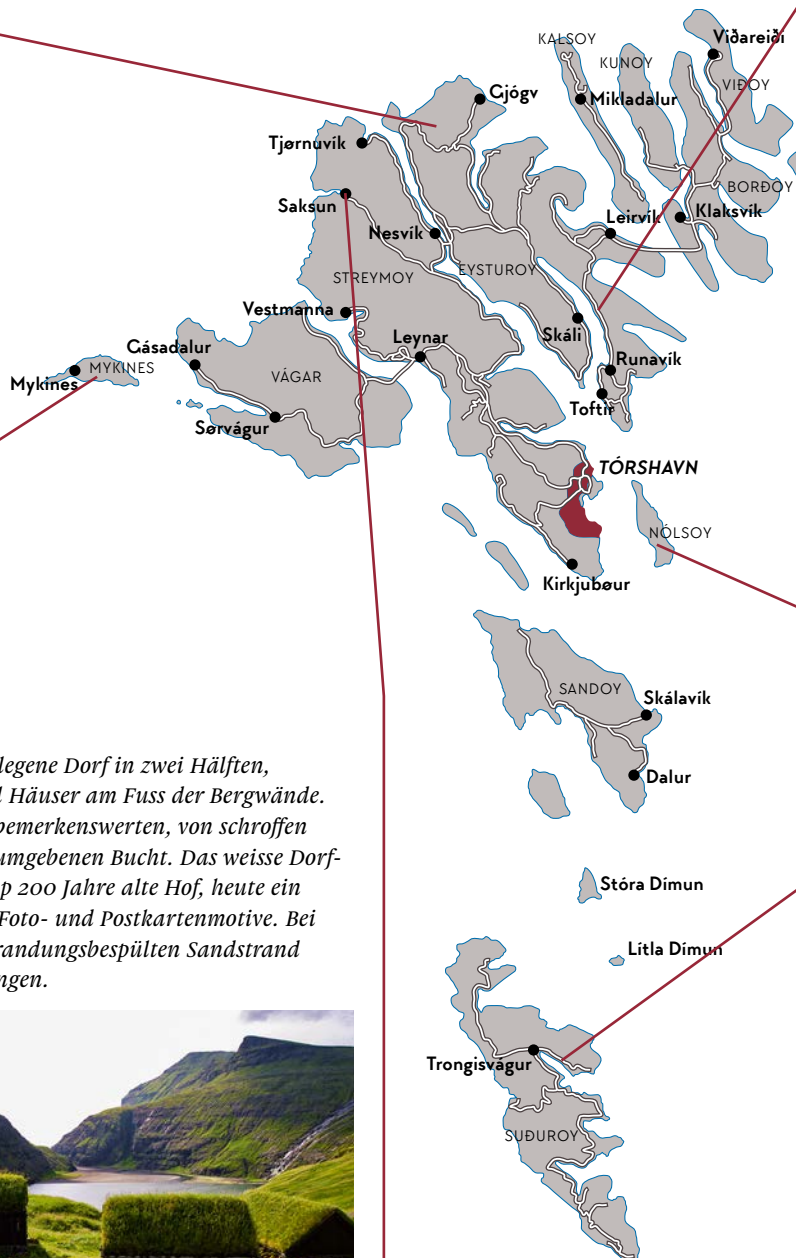 Viðareiði
KALSOY
KUNOY
VIÐOY
Gjógv
Mikladalur
Tjørnuvík
BORÐOY
Saksun
Leirvík
Klaksvík
Nesvík
EYSTUROY
STREYMOY
Vestmanna
Skáli
Leynar
Gásadalur
Runavík
MYKINES
VÁGAR
Mykines
Toftir
Sørvágur
TÓRSHAVN
NÓLSOY
Kirkjubøur
SANDOY
Skálavík
legene Dorf in zwei Hälften,
Häuser am Fuss der Bergwände.
bemerkenswerten, von schroffen
umgebenen Bucht. Das weisse Dorf-
p 200 Jahre alte Hof, heute ein
Foto- und Postkartenmotive. Bei
randungsbespülten Sandstrand
ngen.
Dalur
Stóra Dímun
Lítla Dímun
Trongisvágur
SUÐUROY